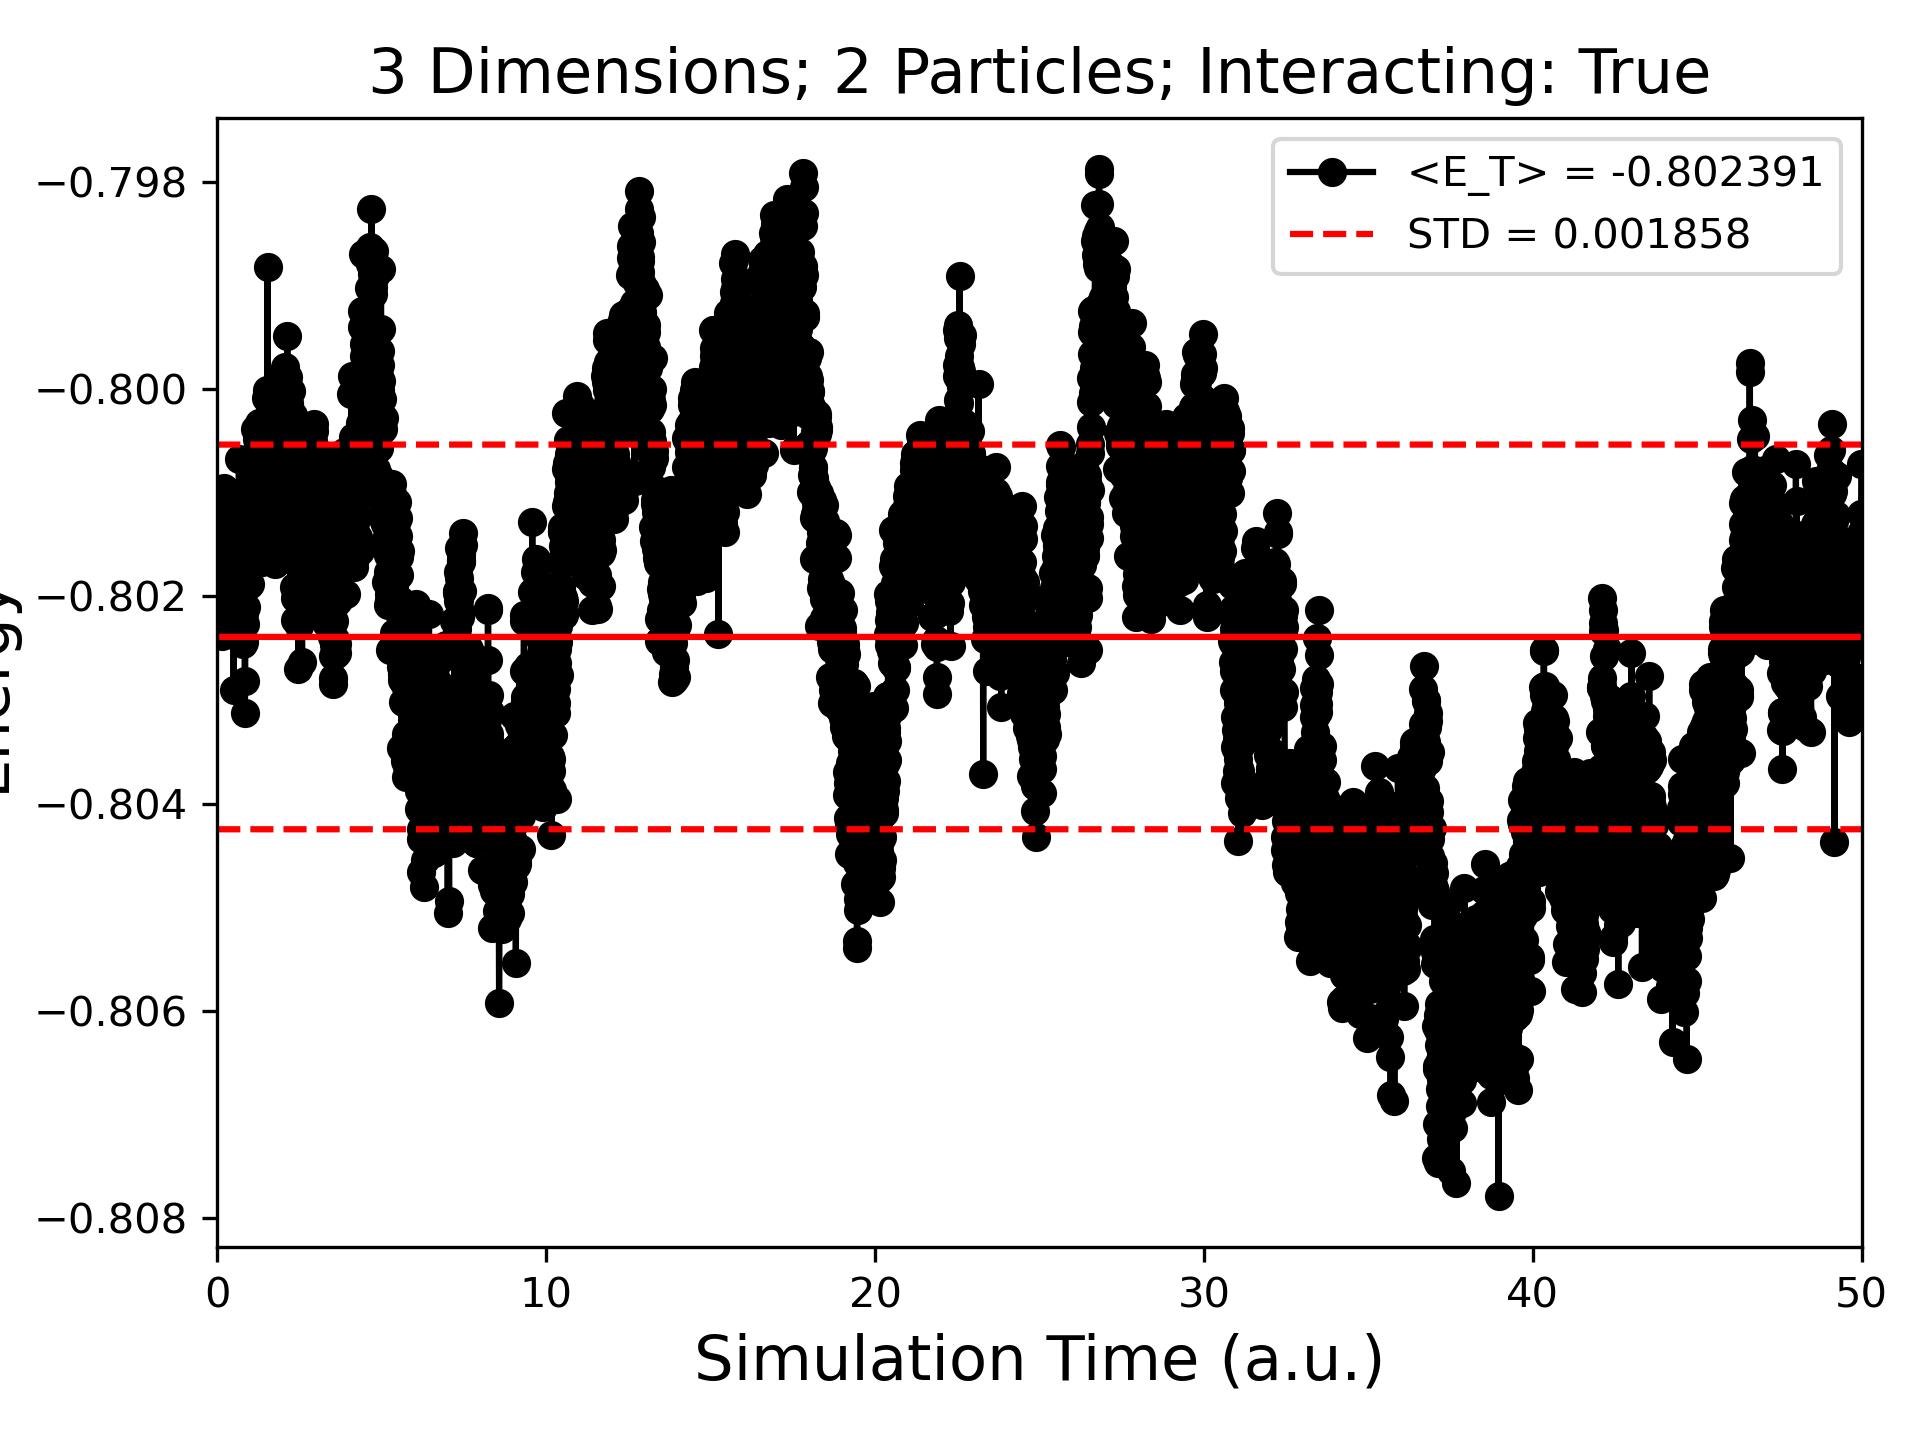 3 Dimensions; 2 Particles; Interacting: True
<E_T> = -0.802391
STD = 0.001858
−0.798
−0.800
−0.802
−0.804
−0.806
−0.808
0 10 20 30 40 50
Simulation Time (a.u.)